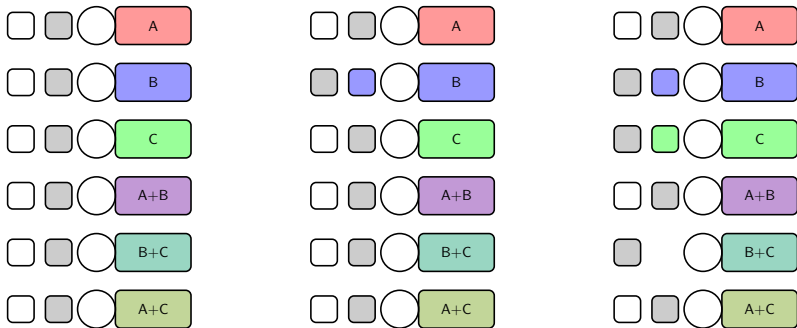 A A A
B B B
C C C
A+B A+B A+B
B+C B+C B+C
A+C A+C A+C